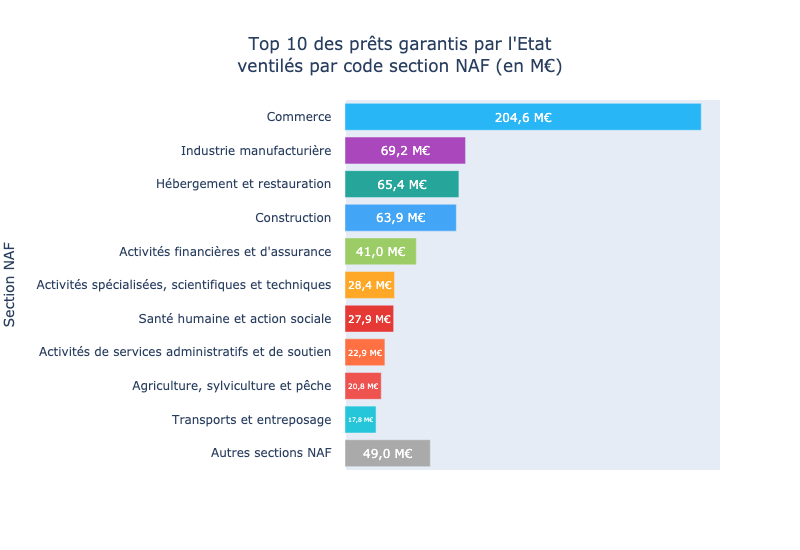 Top 10 des prêts garantis par l'Etat
ventilés par code section NAF (en M€)
Section NAF
Commerce 204,6 M€
Industrie manufacturière 69,2 M€
Hébergement et restauration 65,4 M€
Construction 63,9 M€
Activités financières et d'assurance 41,0 M€
Activités spécialisées, scientifiques et techniques 28,4 M€
Santé humaine et action sociale 27,9 M€
Activités de services administratifs et de soutien 22,9 M€
Agriculture, sylviculture et pêche 20,8 M€
Transports et entreposage 17,8 M€
Autres sections NAF 49,0 M€